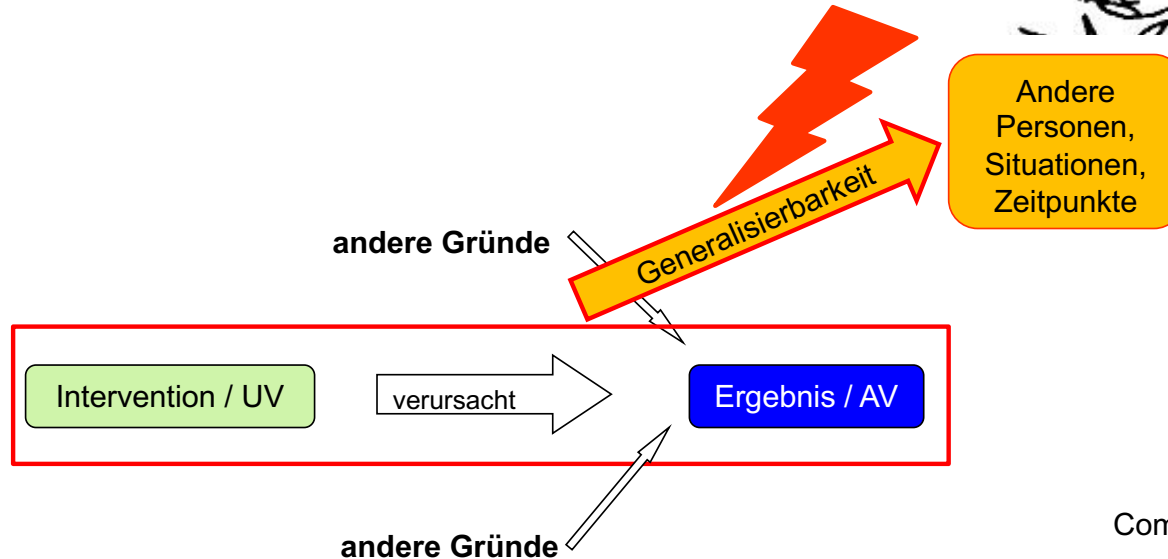 Andere
Personen,
Situationen,
Zeitpunkte
Generalisierbarkeit
andere Gründe
Intervention / UV
verursacht
Ergebnis / AV
andere Gründe
Com